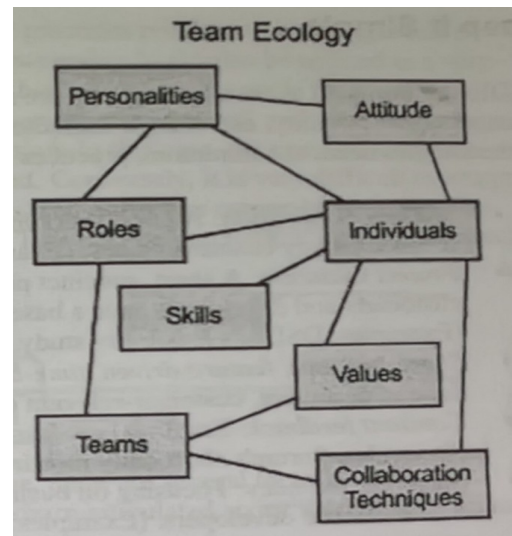 Team Ecology
Personalities
Attitude
Roles
Individuals
Skills
Values
Teams
Collaboration
Techniques